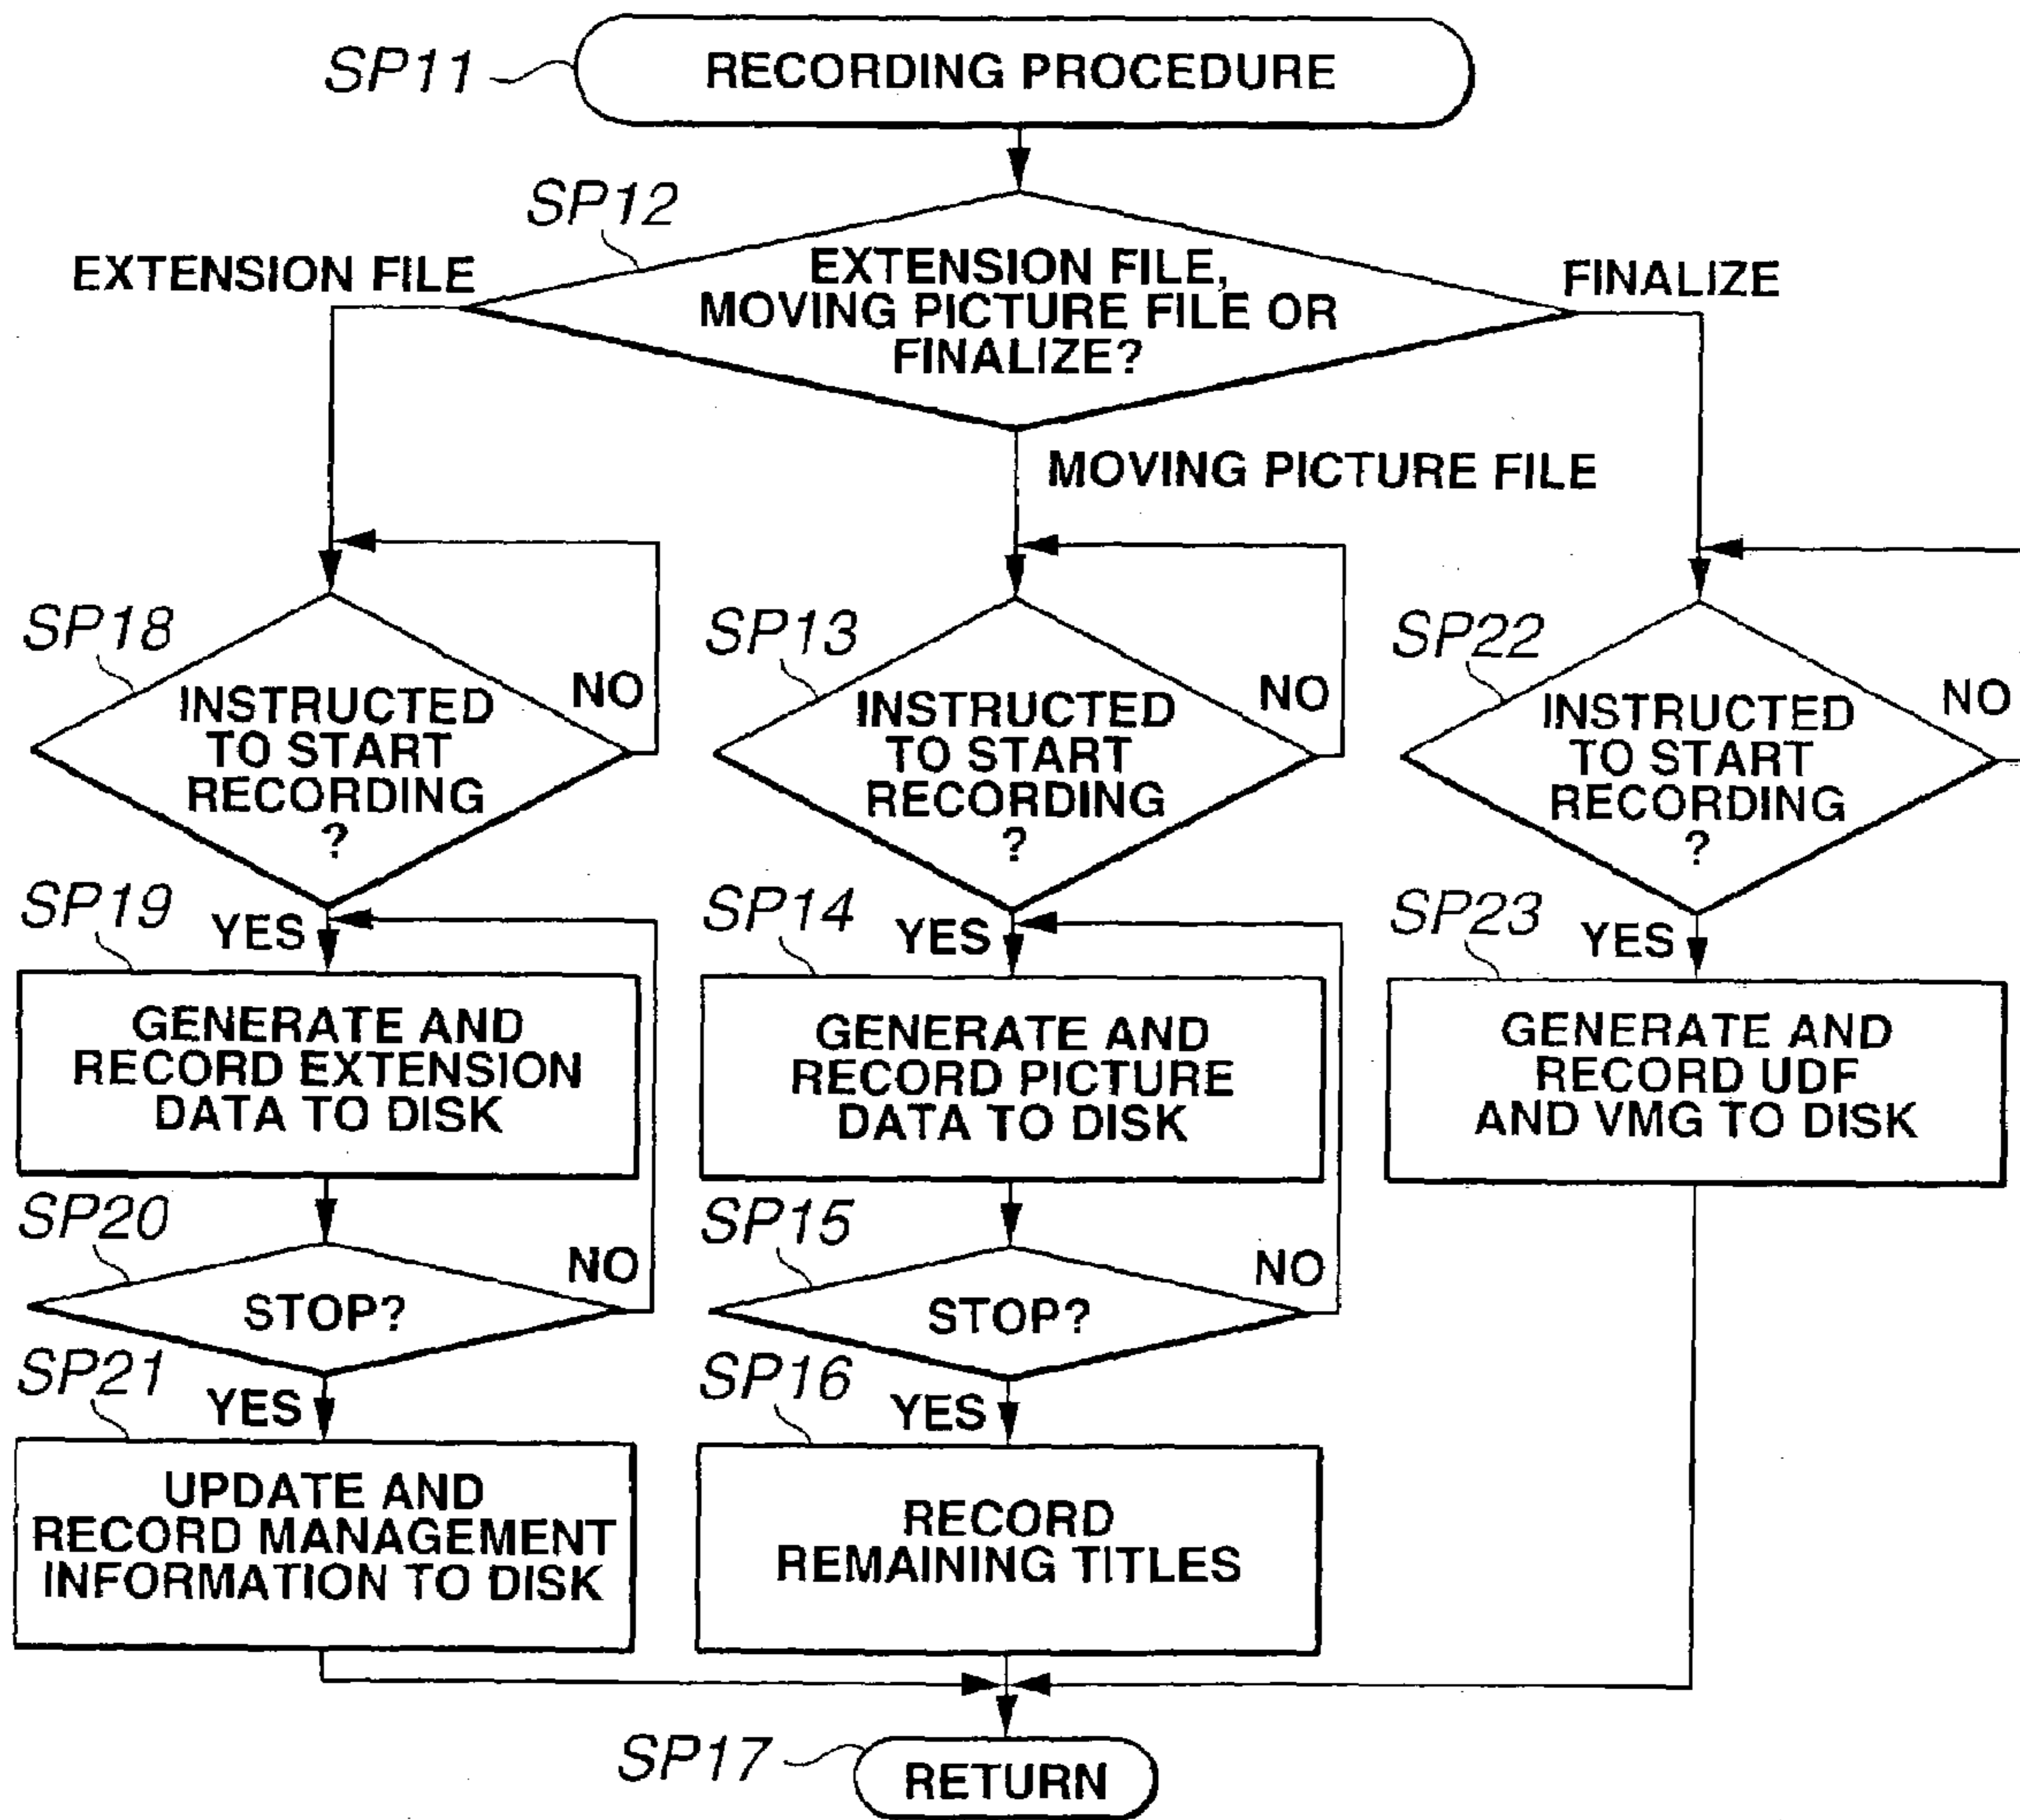 SP11
RECORDING PROCEDURE
SP12
EXTENSION FILE
EXTENSION FILE,
MOVING PICTURE FILE OR
FINALIZE?
FINALIZE
MOVING PICTURE FILE
SP18
INSTRUCTED
TO START
RECORDING
?
NO
YES
SP13
INSTRUCTED
TO START
RECORDING
?
NO
YES
SP22
INSTRUCTED
TO START
RECORDING
?
NO
YES
SP19
GENERATE AND
RECORD EXTENSION
DATA TO DISK
SP14
GENERATE AND
RECORD PICTURE
DATA TO DISK
SP23
GENERATE AND
RECORD UDF
AND VMG TO DISK
SP20
STOP?
NO
YES
SP15
STOP?
NO
YES
SP21
UPDATE AND
RECORD MANAGEMENT
INFORMATION TO DISK
SP16
RECORD
REMAINING TITLES
SP17
RETURN